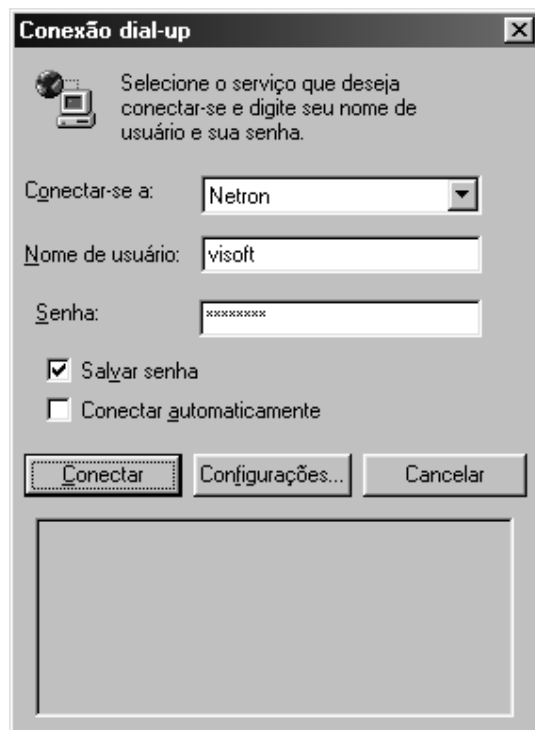 Conexão dial-up
Selecione o serviço que deseja
conectar-se e digite seu nome de
usuário e sua senha.
Conectar-se a: Netron
Nome de usuário: visoft
Senha: ××××××××
Salvar senha
Conectar automaticamente
Conectar Configurações... Cancelar